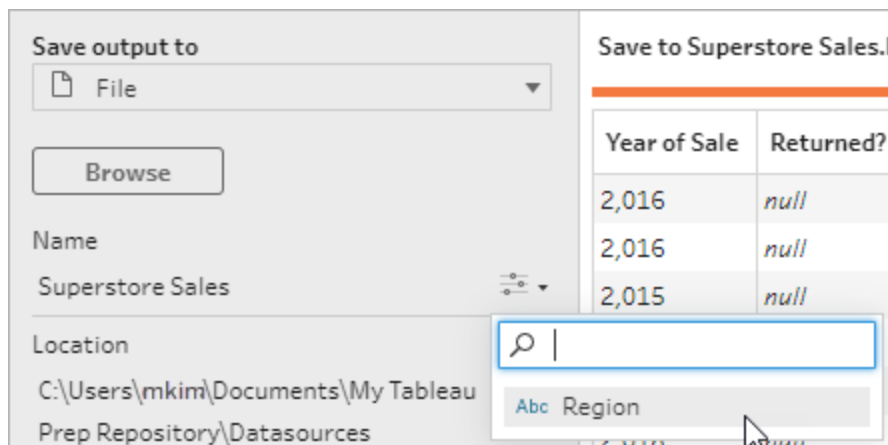 Save output to
File
Browse
Name
Superstore Sales
Location
C:\Users\mkim\Documents\My Tableau
Prep Repository\Datasources
Save to Superstore Sales.
Year of Sale Returned?
2,016 null
2,016 null
2,015 null
Abc Region